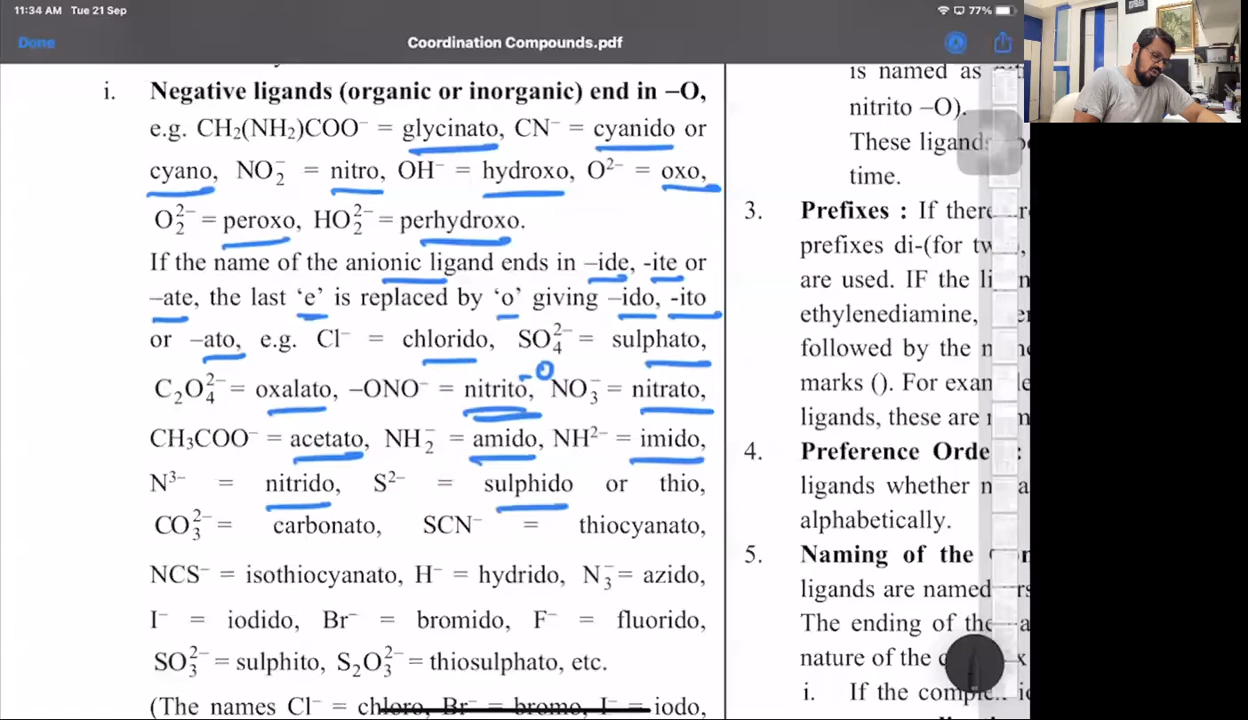 11:34 AM Tue 21 Sep
77%
Done
Coordination Compounds.pdf
i. Negative ligands (organic or inorganic) end in –O,
e.g. CH₂(NH₂)COO⁻ = glycinato, CN⁻ = cyanido or
cyano, NO₂⁻ = nitro, OH⁻ = hydroxo, O²⁻ = oxo,
O₂²⁻ = peroxo, HO₂²⁻ = perhydroxo.
If the name of the anionic ligand ends in –ide, -ite or
–ate, the last ‘e’ is replaced by ‘o’ giving –ido, -ito
or –ato, e.g. Cl⁻ = chlorido, SO₄²⁻ = sulphato,
C₂O₄²⁻ = oxalato, –ONO⁻ = nitrito -O, NO₃⁻ = nitrato,
CH₃COO⁻ = acetato, NH₂⁻ = amido, NH²⁻ = imido,
N³⁻ = nitrido, S²⁻ = sulphido or thio,
CO₃²⁻ = carbonato, SCN⁻ = thiocyanato,
NCS⁻ = isothiocyanato, H⁻ = hydrido, N₃⁻ = azido,
I⁻ = iodido, Br⁻ = bromido, F⁻ = fluorido,
SO₃²⁻ = sulphito, S₂O₃²⁻ = thiosulphato, etc.
(The names Cl⁻ = chloro, Br⁻ = bromo, I⁻ = iodo,
is named as
nitrito –O).
These ligands
time.
3. Prefixes : If there
prefixes di-(for
are used. IF the
ethylenediamine,
followed by the
marks (). For
ligands, these are
4. Preference
ligands whether
alphabetically.
5. Naming of the
ligands are named
The ending of the
nature of the
i. If the